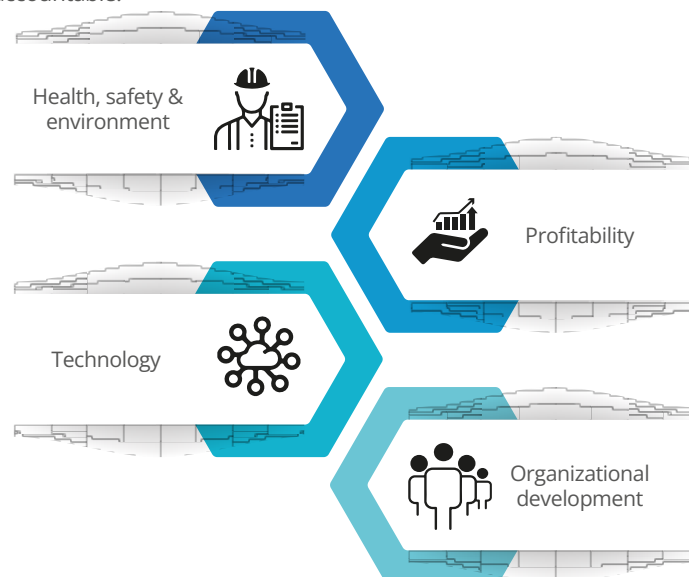 Health, safety &
environment
Profitability
Technology
Organizational
development